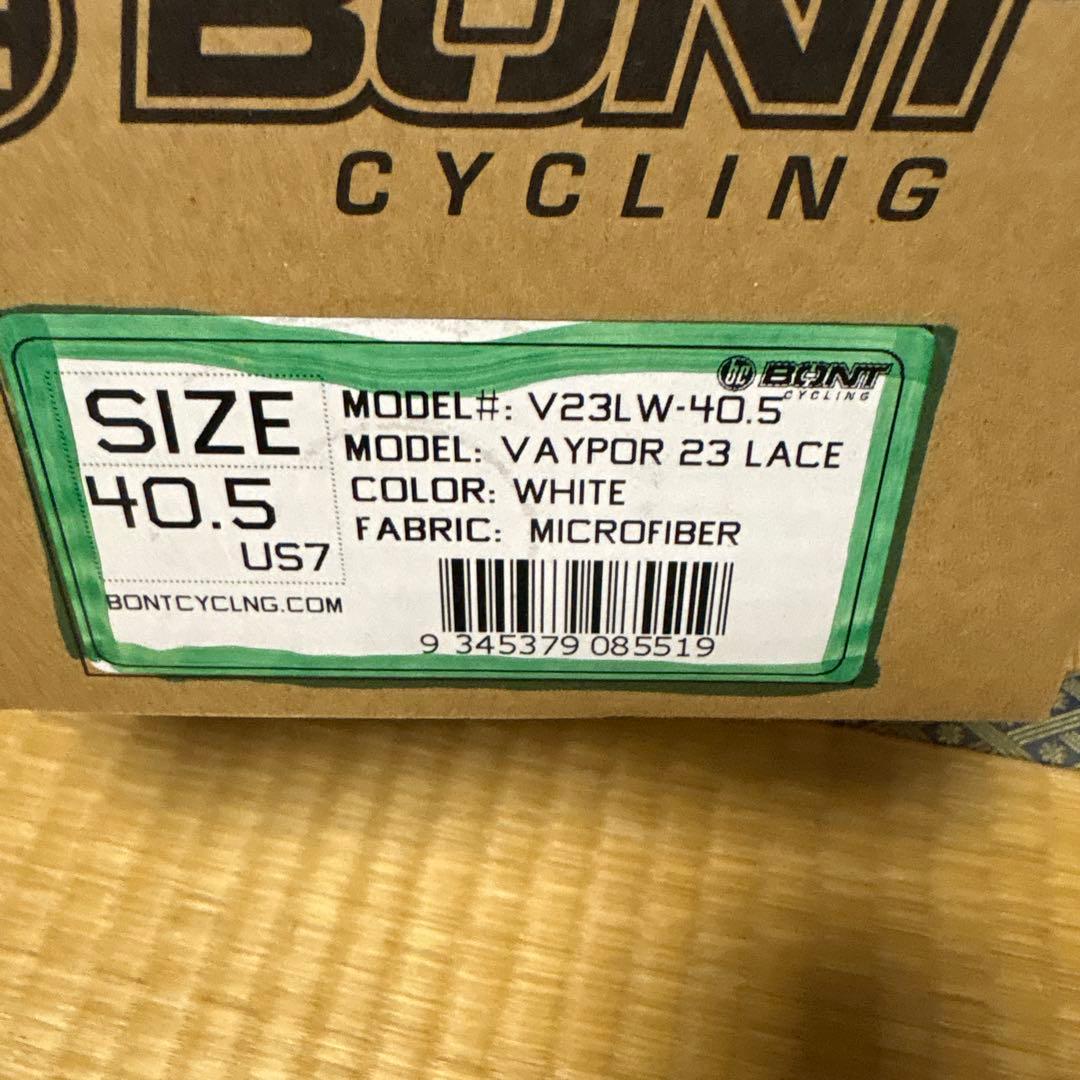 BONT
CYCLING
BONT
CYCLING
SIZE
40.5
US7
BONTCYCLNG.COM
MODEL#: V23LW-40.5
MODEL: VAYPOR 23 LACE
COLOR: WHITE
FABRIC: MICROFIBER
9 345379 085519